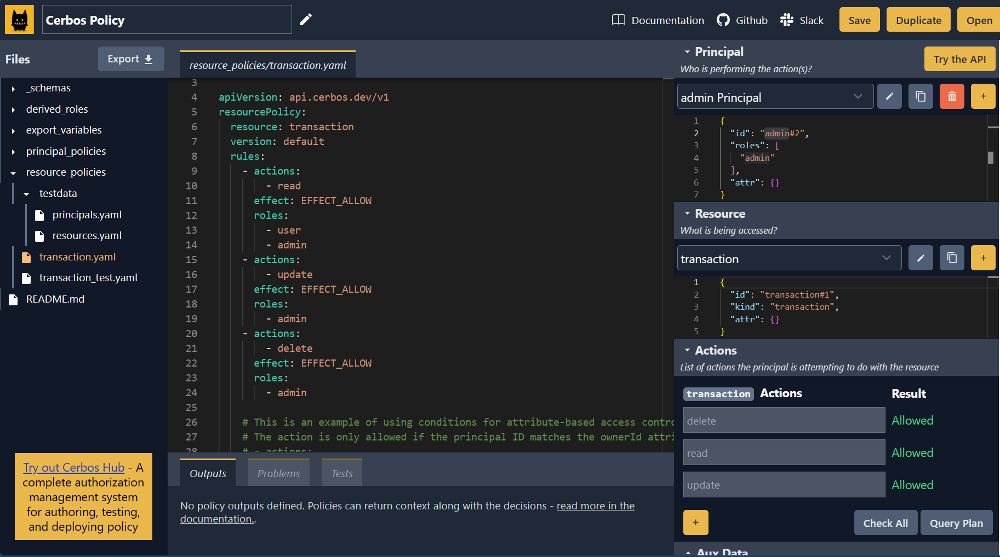 Cerbos Policy
Documentation
Github
Slack
Save
Duplicate
Open
Files
Export
_schemas
derived_roles
export_variables
principal_policies
resource_policies
testdata
principals.yaml
resources.yaml
transaction.yaml
transaction_test.yaml
README.md
Try out Cerbos Hub - A
complete authorization
management system
for authoring, testing,
and deploying policy
resource_policies/transaction.yaml
3
4 apiVersion: api.cerbos.dev/v1
5 resourcePolicy:
6 resource: transaction
7 version: default
8 rules:
9 - actions:
10 - read
11 effect: EFFECT_ALLOW
12 roles:
13 - user
14 - admin
15 - actions:
16 - update
17 effect: EFFECT_ALLOW
18 roles:
19 - admin
20 - actions:
21 - delete
22 effect: EFFECT_ALLOW
23 roles:
24 - admin
25
26 # This is an example of using conditions for attribute-based access contro
27 # The action is only allowed if the principal ID matches the ownerId attri
28 # - actions:
Outputs
Problems
Tests
No policy outputs defined. Policies can return context along with the decisions - read more in the
documentation..
Principal
Who is performing the action(s)?
Try the API
admin Principal
+
1 {
2 "id": "admin#2",
3 "roles": [
4 "admin"
5 ],
6 "attr": {}
7 }
Resource
What is being accessed?
transaction
+
1 {
2 "id": "transaction#1",
3 "kind": "transaction",
4 "attr": {}
5 }
Actions
List of actions the principal is attempting to do with the resource
transaction Actions
Result
delete
Allowed
read
Allowed
update
Allowed
+
Check All
Query Plan
Aux Data